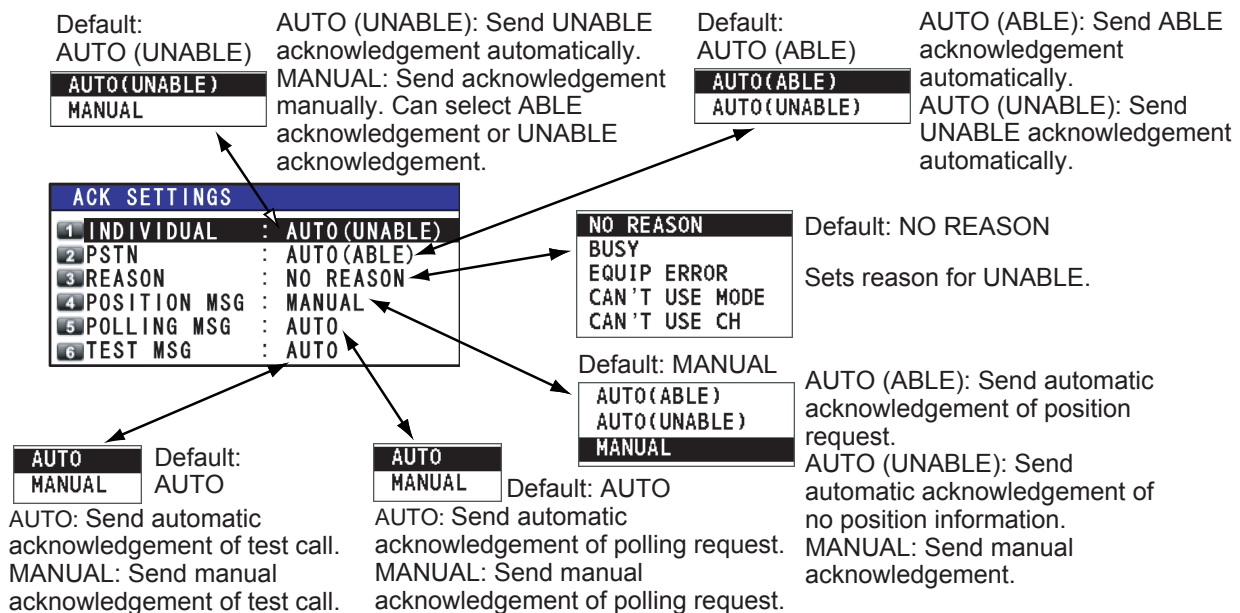 Default:
AUTO (UNABLE)
AUTO(UNABLE)
MANUAL
AUTO (UNABLE): Send UNABLE
acknowledgement automatically.
MANUAL: Send acknowledgement
manually. Can select ABLE
acknowledgement or UNABLE
acknowledgement.
Default:
AUTO (ABLE)
AUTO(ABLE)
AUTO(UNABLE)
AUTO (ABLE): Send ABLE
acknowledgement
automatically.
AUTO (UNABLE): Send
UNABLE acknowledgement
automatically.
ACK SETTINGS
1 INDIVIDUAL : AUTO(UNABLE)
2 PSTN : AUTO(ABLE)
3 REASON : NO REASON
4 POSITION MSG : MANUAL
5 POLLING MSG : AUTO
6 TEST MSG : AUTO
NO REASON
BUSY
EQUIP ERROR
CAN'T USE MODE
CAN'T USE CH
Default: NO REASON
Sets reason for UNABLE.
Default: MANUAL
AUTO(ABLE)
AUTO(UNABLE)
MANUAL
AUTO (ABLE): Send automatic
acknowledgement of position
request.
AUTO (UNABLE): Send
automatic acknowledgement of
no position information.
MANUAL: Send manual
acknowledgement.
AUTO
MANUAL
Default:
AUTO
AUTO: Send automatic
acknowledgement of test call.
MANUAL: Send manual
acknowledgement of test call.
AUTO
MANUAL
Default: AUTO
AUTO: Send automatic
acknowledgement of polling request.
MANUAL: Send manual
acknowledgement of polling request.